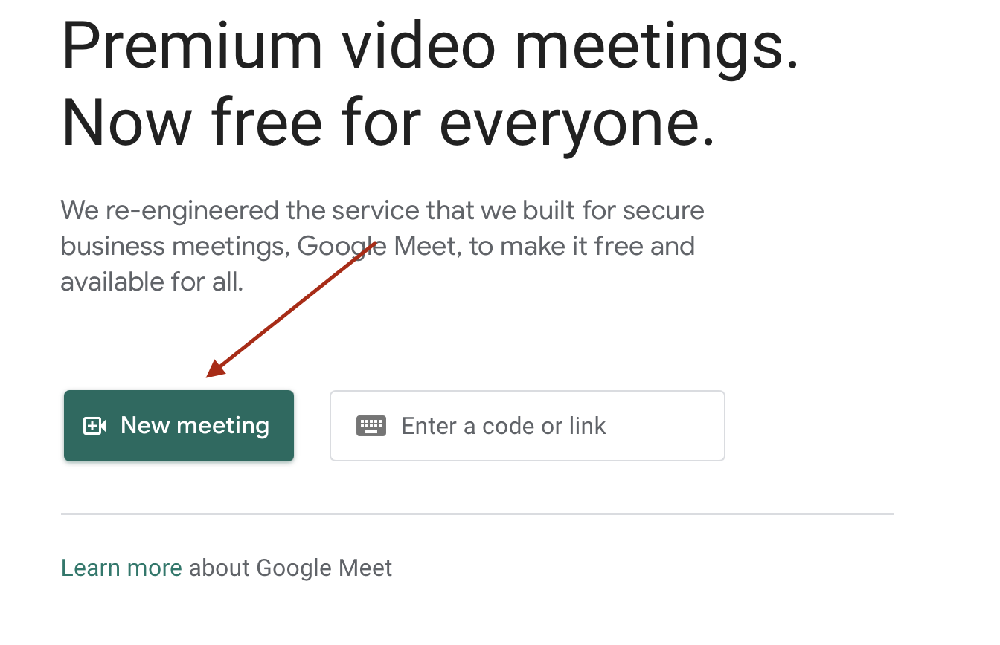 Premium video meetings.
Now free for everyone.
We re-engineered the service that we built for secure
business meetings, Google Meet, to make it free and
available for all.
New meeting
Enter a code or link
Learn more about Google Meet